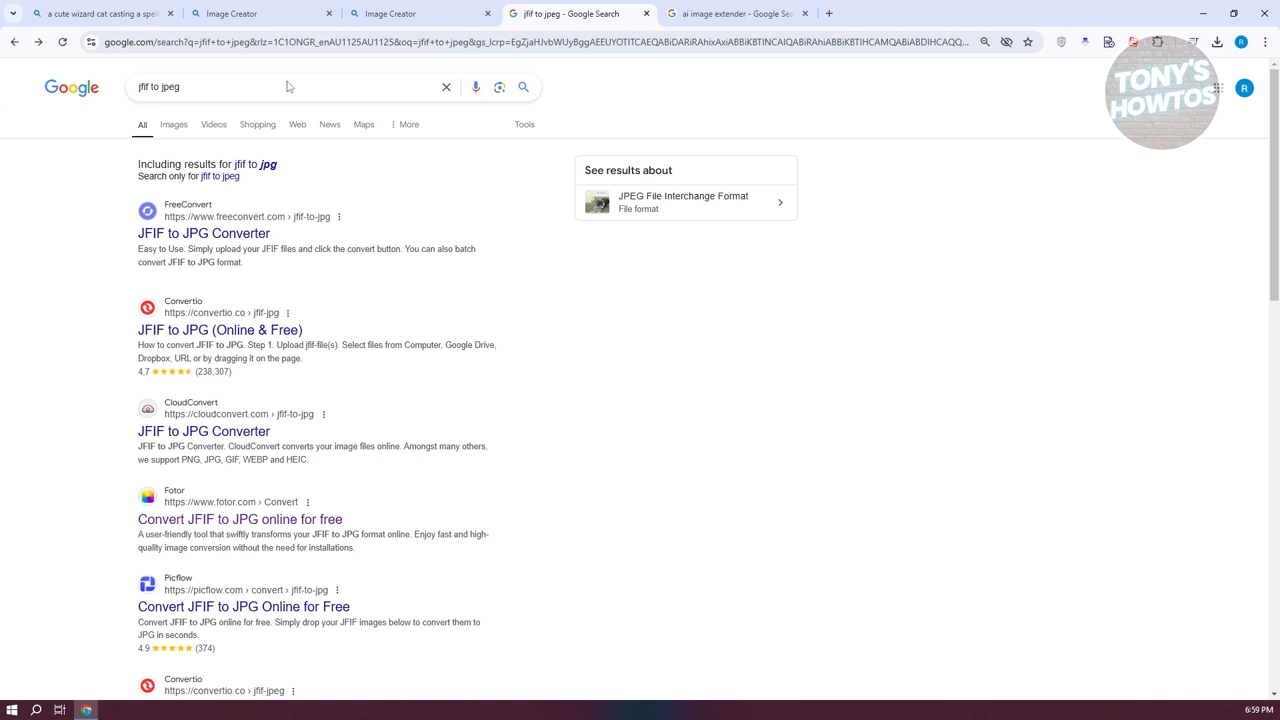 a cute wizard cat casting a spell
Image Creator
Image Creator
jfif to jpeg - Google Search
ai image extender - Google Search
google.com/search?q=jfif+to+jpeg&rlz=1C1ONGR_enAU1125AU1125&oq=jfif+to+jpeg&gs_lcrp=
jfif to jpeg
R
TONY'S
HOWTOS
Google
All
Images
Videos
Shopping
Web
News
Maps
More
Tools
Including results for jfif to jpg
Search only for jfif to jpeg
See results about
JPEG File Interchange Format
File format
FreeConvert
https://www.freeconvert.com › jfif-to-jpg
JFIF to JPG Converter
Easy to Use. Simply upload your JFIF files and click the convert button. You can also batch
convert JFIF to JPG format.
Convertio
https://convertio.co › jfif-jpg
JFIF to JPG (Online & Free)
How to convert JFIF to JPG. Step 1. Upload jfif-file(s). Select files from Computer, Google Drive,
Dropbox, URL or by dragging it on the page.
4.7 (238,307)
CloudConvert
https://cloudconvert.com › jfif-to-jpg
JFIF to JPG Converter
JFIF to JPG Converter. CloudConvert converts your image files online. Amongst many others,
we support PNG, JPG, GIF, WEBP and HEIC.
Fotor
https://www.fotor.com › Convert
Convert JFIF to JPG online for free
A user-friendly tool that swiftly transforms your JFIF to JPG format online. Enjoy fast and high-
quality image conversion without the need for installations.
Picflow
https://picflow.com › convert › jfif-to-jpg
Convert JFIF to JPG Online for Free
Convert JFIF to JPG online for free. Simply drop your JFIF images below to convert them to
JPG in seconds.
4.9 (374)
Convertio
https://convertio.co › jfif-jpeg
6:59 PM